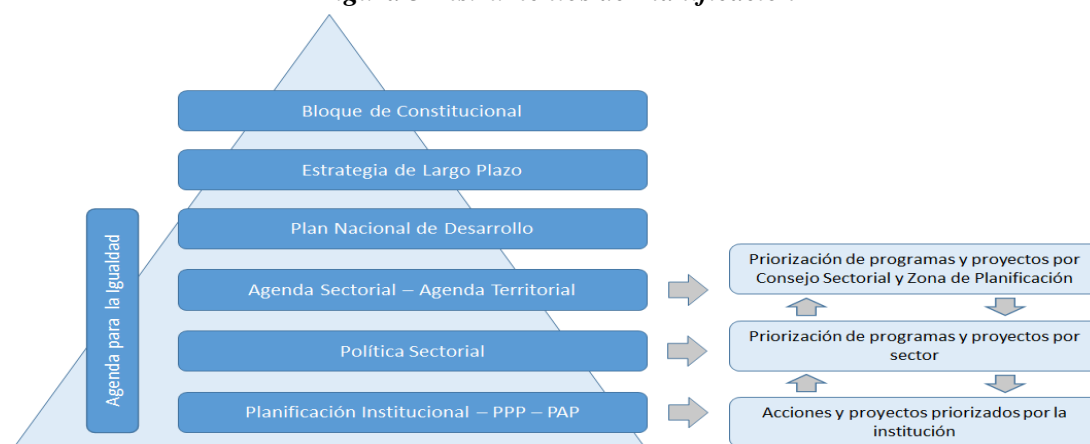 Bloque de Constitucional
Estrategia de Largo Plazo
Plan Nacional de Desarrollo
Agenda para la Igualdad
Agenda Sectorial – Agenda Territorial
Priorización de programas y proyectos por
Consejo Sectorial y Zona de Planificación
Política Sectorial
Priorización de programas y proyectos por
sector
Planificación Institucional – PPP – PAP
Acciones y proyectos priorizados por la
institución